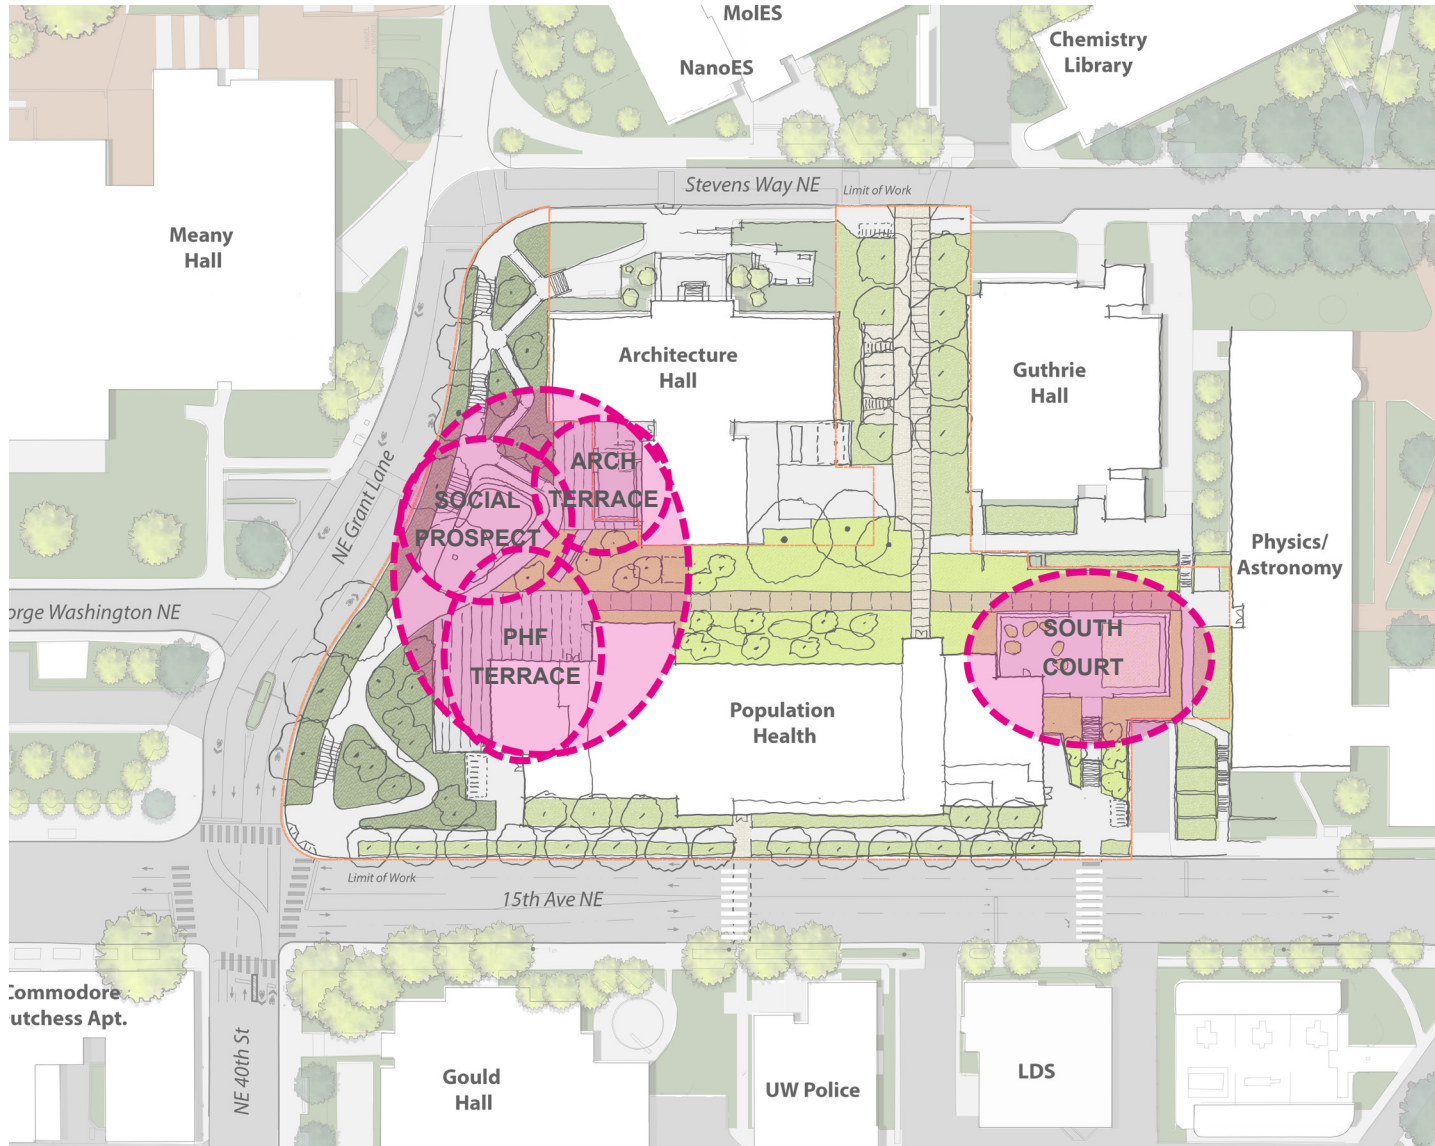 MolES
NanoES
Chemistry
Library
Stevens Way NE
Limit of Work
Meany
Hall
Architecture
Hall
Guthrie
Hall
NE Grant Lane
ARCH
TERRACE
SOCIAL
PROSPECT
Physics/
Astronomy
orge Washington NE
PHF
TERRACE
SOUTH
COURT
Population
Health
Limit of Work
15th Ave NE
Commodore
utchess Apt.
NE 40th St
Gould
Hall
UW Police
LDS